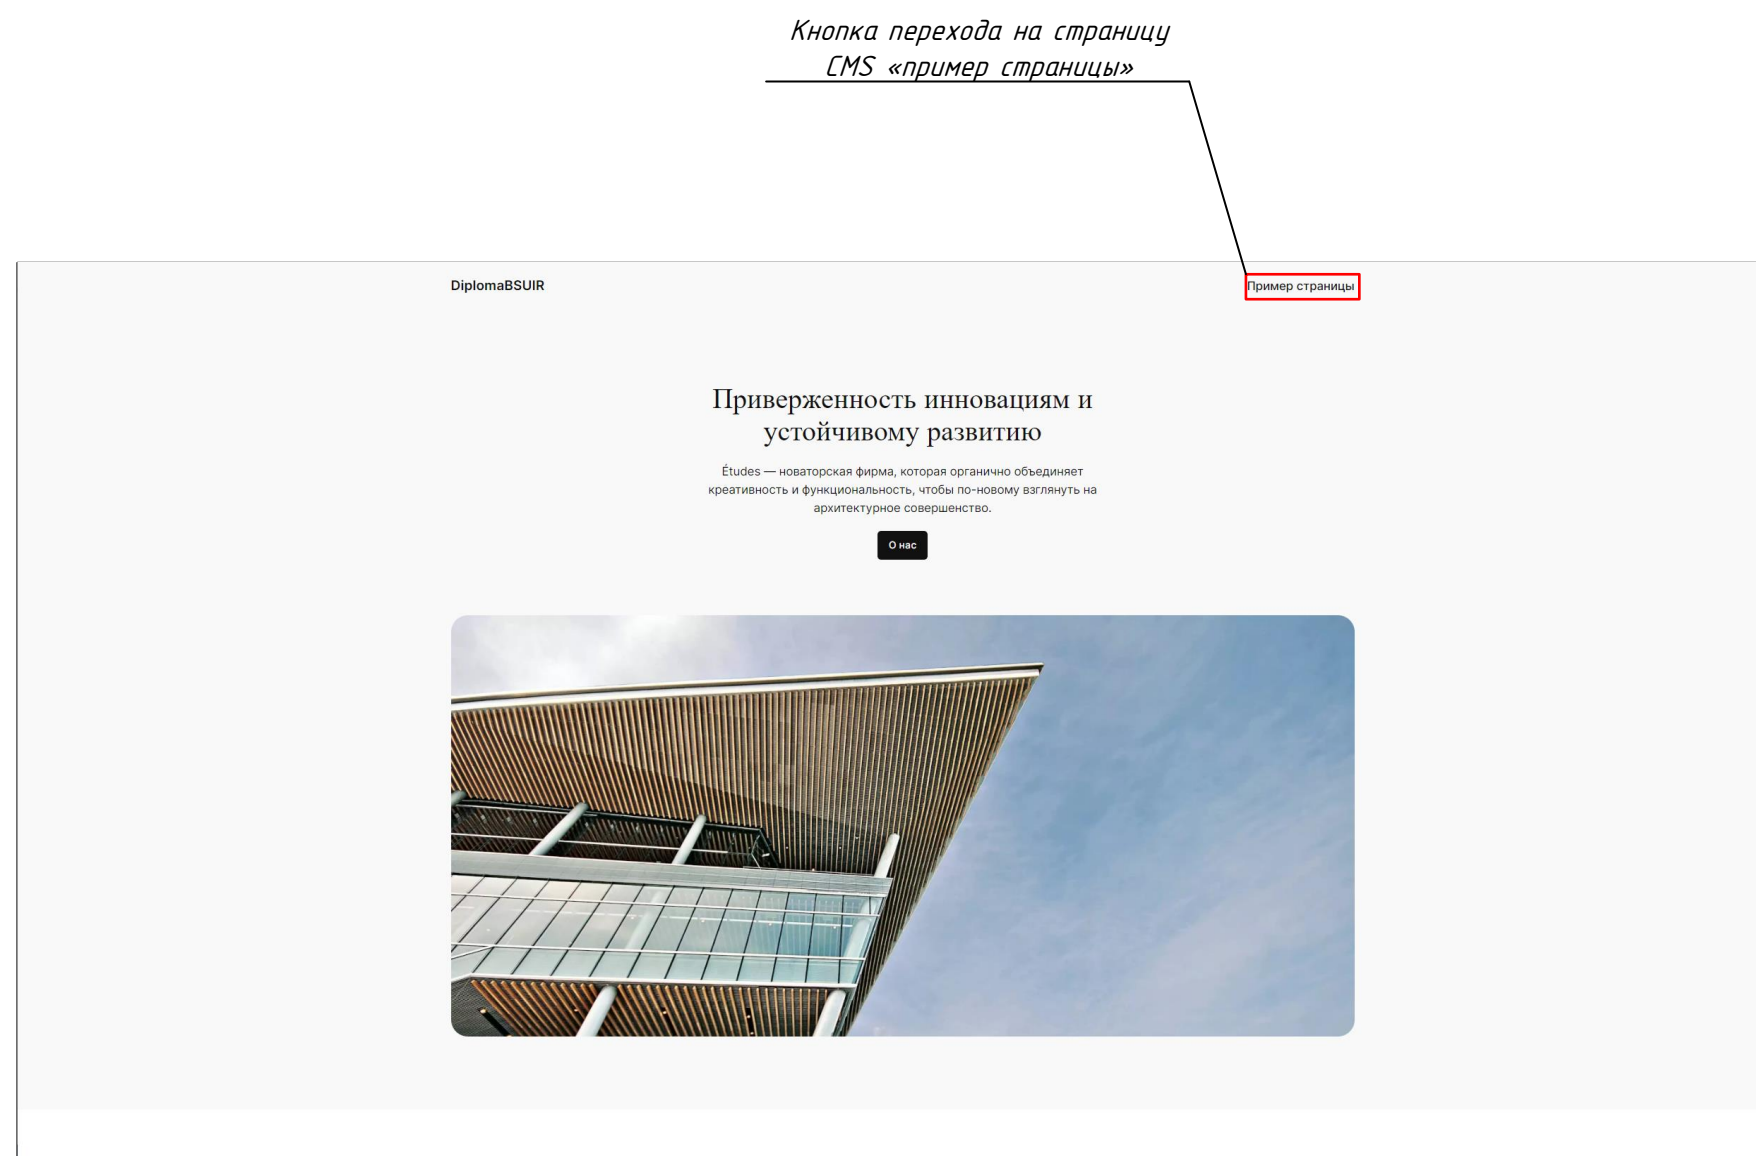 Кнопка перехода на страницу
CMS «пример страницы»
DiplomaBSUIR
Пример страницы
Приверженность инновациям и
устойчивому развитию
Études — новаторская фирма, которая органично объединяет
креативность и функциональность, чтобы по-новому взглянуть на
архитектурное совершенство.
О нас